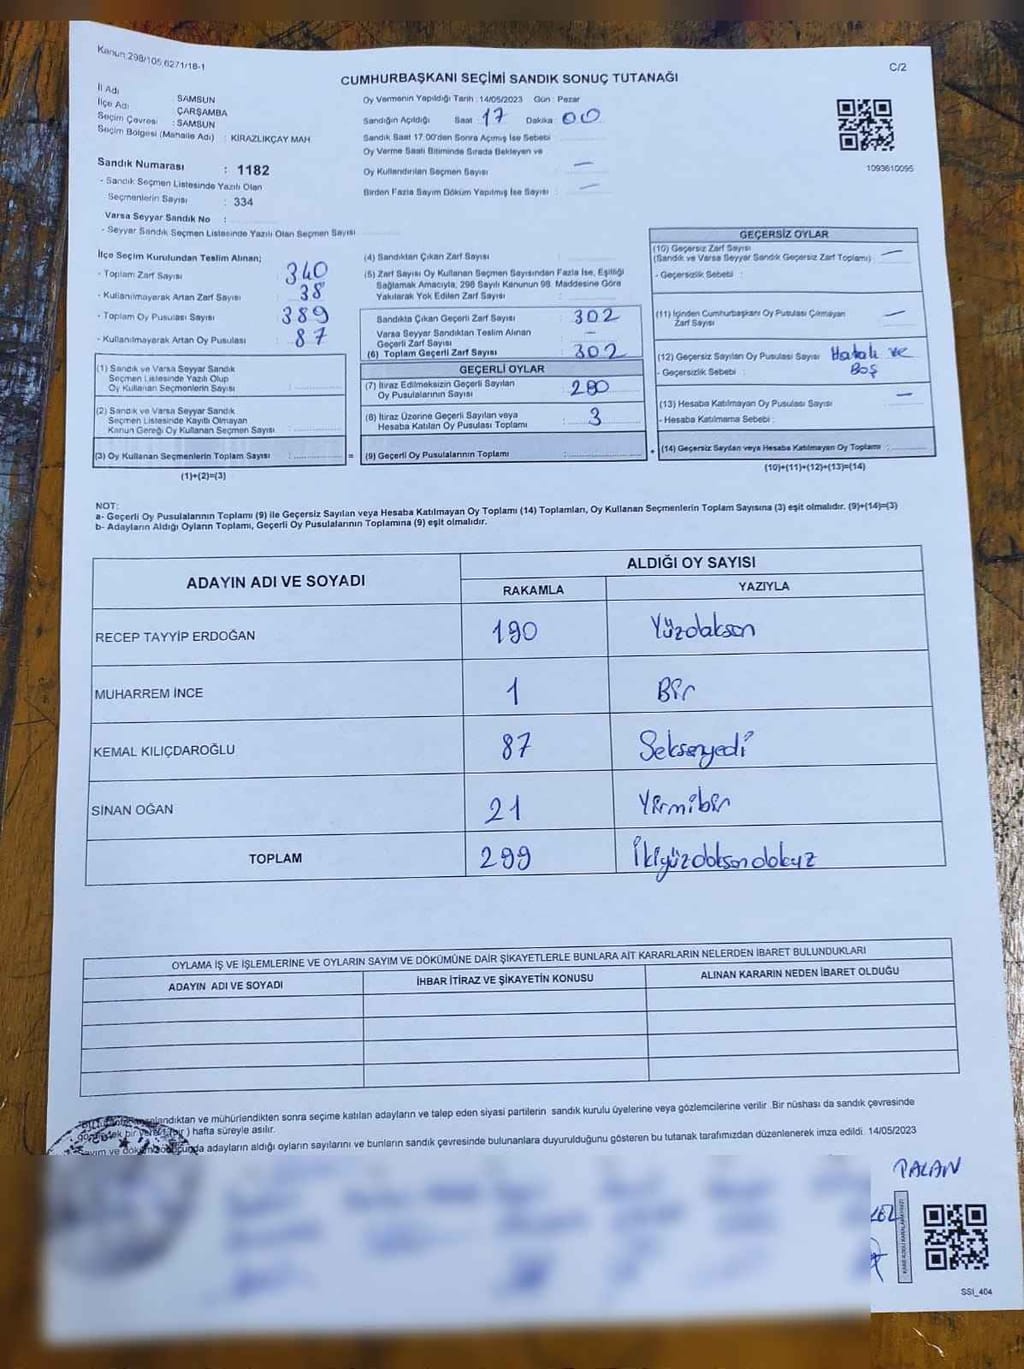 Kanun:298/105,6271/18-1
C/2
CUMHURBAŞKANI SEÇİMİ SANDIK SONUÇ TUTANAĞI
İl Adı : SAMSUN
İlçe Adı : ÇARŞAMBA
Seçim Çevresi : SAMSUN
Seçim Bölgesi (Mahalle Adı) : KİRAZLIKÇAY MAH
Sandık Numarası : 1182
- Sandık Seçmen Listesinde Yazılı Olan
Seçmenlerin Sayısı : 334
Varsa Seyyar Sandık No :
- Seyyar Sandık Seçmen Listesinde Yazılı Olan Seçmen Sayısı
Oy Vermenin Yapıldığı Tarih : 14/05/2023 Gün : Pazar
Sandığın Açıldığı Saat : 17 Dakika : 00
Sandık Saat 17.00'den Sonra Açılmış İse Sebebi
Oy Verme Saati Bitiminde Sırada Bekleyen ve
Oy Kullandırılan Seçmen Sayısı : —
Birden Fazla Sayım Döküm Yapılmış İse Sayısı : —
1093610095
İlçe Seçim Kurulundan Teslim Alınan;
- Toplam Zarf Sayısı : 340
- Kullanılmayarak Artan Zarf Sayısı : 38
- Toplam Oy Pusulası Sayısı : 389
- Kullanılmayarak Artan Oy Pusulası : 87
(1) Sandık ve Varsa Seyyar Sandık
Seçmen Listesinde Yazılı Olup
Oy Kullanan Seçmenlerin Sayısı :
(2) Sandık ve Varsa Seyyar Sandık
Seçmen Listesinde Kayıtlı Olmayan
Kanun Gereği Oy Kullanan Seçmen Sayısı :
(3) Oy Kullanan Seçmenlerin Toplam Sayısı :
(1)+(2)=(3)
(4) Sandıktan Çıkan Zarf Sayısı :
(5) Zarf Sayısı Oy Kullanan Seçmen Sayısından Fazla İse, Eşitliği
Sağlamak Amacıyla, 298 Sayılı Kanunun 98. Maddesine Göre
Yakılarak Yok Edilen Zarf Sayısı :
Sandıkta Çıkan Geçerli Zarf Sayısı : 302
Varsa Seyyar Sandıktan Teslim Alınan
Geçerli Zarf Sayısı : —
(6) Toplam Geçerli Zarf Sayısı : 302
GEÇERLİ OYLAR
(7) İtiraz Edilmeksizin Geçerli Sayılan
Oy Pusulalarının Sayısı :
(8) İtiraz Üzerine Geçerli Sayılan veya
Hesaba Katılan Oy Pusulası Toplamı : 3
= (9) Geçerli Oy Pusulalarının Toplamı :
GEÇERSİZ OYLAR
(10) Geçersiz Zarf Sayısı
(Sandık ve Varsa Seyyar Sandık Geçersiz Zarf Toplamı) : —
- Geçersizlik Sebebi :
(11) İçinden Cumhurbaşkanı Oy Pusulası Çıkmayan
Zarf Sayısı : —
(12) Geçersiz Sayılan Oy Pusulası Sayısı : Hatalı ve
- Geçersizlik Sebebi : Boş
(13) Hesaba Katılmayan Oy Pusulası Sayısı : —
- Hesaba Katılmama Sebebi :
+ (14) Geçersiz Sayılan veya Hesaba Katılmayan Oy Toplamı :
(10)+(11)+(12)+(13)=(14)
NOT:
a- Geçerli Oy Pusulalarının Toplamı (9) ile Geçersiz Sayılan veya Hesaba Katılmayan Oy Toplamı (14) Toplamları, Oy Kullanan Seçmenlerin Toplam Sayısına (3) eşit olmalıdır. (9)+(14)=(3)
b- Adayların Aldığı Oyların Toplamı, Geçerli Oy Pusulalarının Toplamına (9) eşit olmalıdır.
ADAYIN ADI VE SOYADI
ALDIĞI OY SAYISI
RAKAMLA YAZIYLA
RECEP TAYYİP ERDOĞAN 190 Yüzdoksan
MUHARREM İNCE 1 Bir
KEMAL KILIÇDAROĞLU 87 Seksenyedi
SİNAN OĞAN 21 Yirmibir
TOPLAM 299 İkiyüzdoksandokuz
OYLAMA İŞ VE İŞLEMLERİNE VE OYLARIN SAYIM VE DÖKÜMÜNE DAİR ŞİKAYETLERLE BUNLARA AİT KARARLARIN NELERDEN İBARET BULUNDUKLARI
ADAYIN ADI VE SOYADI İHBAR İTİRAZ VE ŞİKAYETİN KONUSU ALINAN KARARIN NEDEN İBARET OLDUĞU
ve mühürlendikten sonra seçime katılan adayların ve talep eden siyasi partilerin sandık kurulu üyelerine veya gözlemcilerine verilir. Bir nüshası da sandık çevresinde
hafta süreyle asılır.
adayların aldığı oyların sayılarını ve bunların sandık çevresinde bulunanlara duyurulduğunu gösteren bu tutanak tarafımızdan düzenlenerek imza edildi. 14/05/2023
PALAN
SSI_404